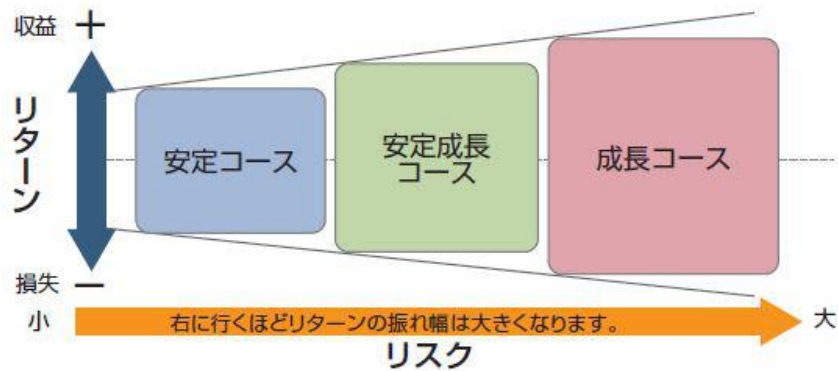 収益 ＋
リターン
安定コース
安定成長
コース
成長コース
損失 －
小
右に行くほどリターンの振れ幅は大きくなります。
大
リスク